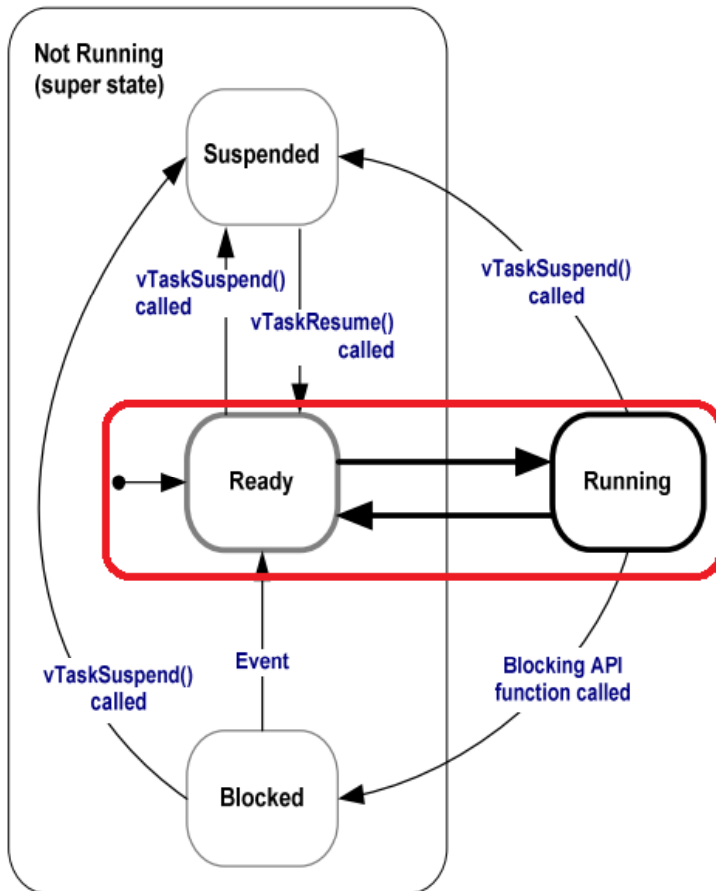 Not Running
(super state)
Suspended
vTaskSuspend()
called
vTaskResume()
called
vTaskSuspend()
called
Ready
Running
Event
vTaskSuspend()
called
Blocking API
function called
Blocked